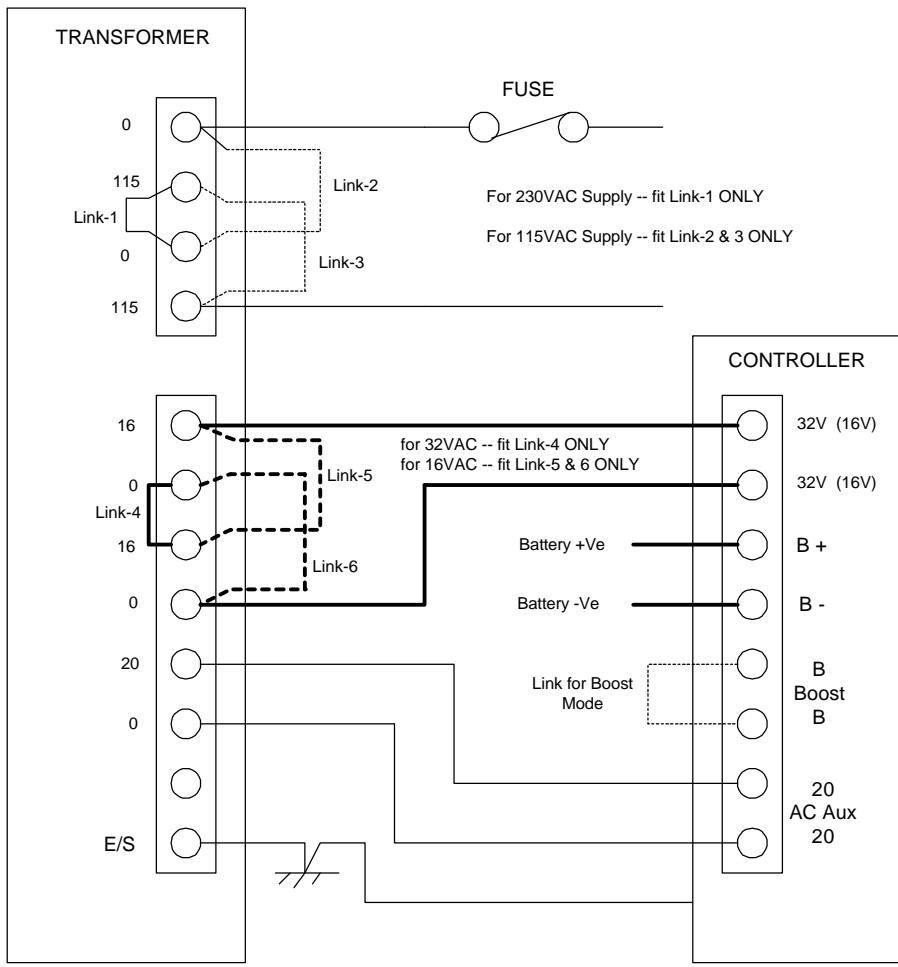 TRANSFORMER
FUSE
0
115
Link-2
Link-1
For 230VAC Supply -- fit Link-1 ONLY
For 115VAC Supply -- fit Link-2 & 3 ONLY
0
Link-3
115
CONTROLLER
16
32V (16V)
for 32VAC -- fit Link-4 ONLY
for 16VAC -- fit Link-5 & 6 ONLY
0
Link-5
32V (16V)
Link-4
16
Battery +Ve
B +
Link-6
0
Battery -Ve
B -
20
Link for Boost
Mode
B
Boost
B
0
20
AC Aux
20
E/S